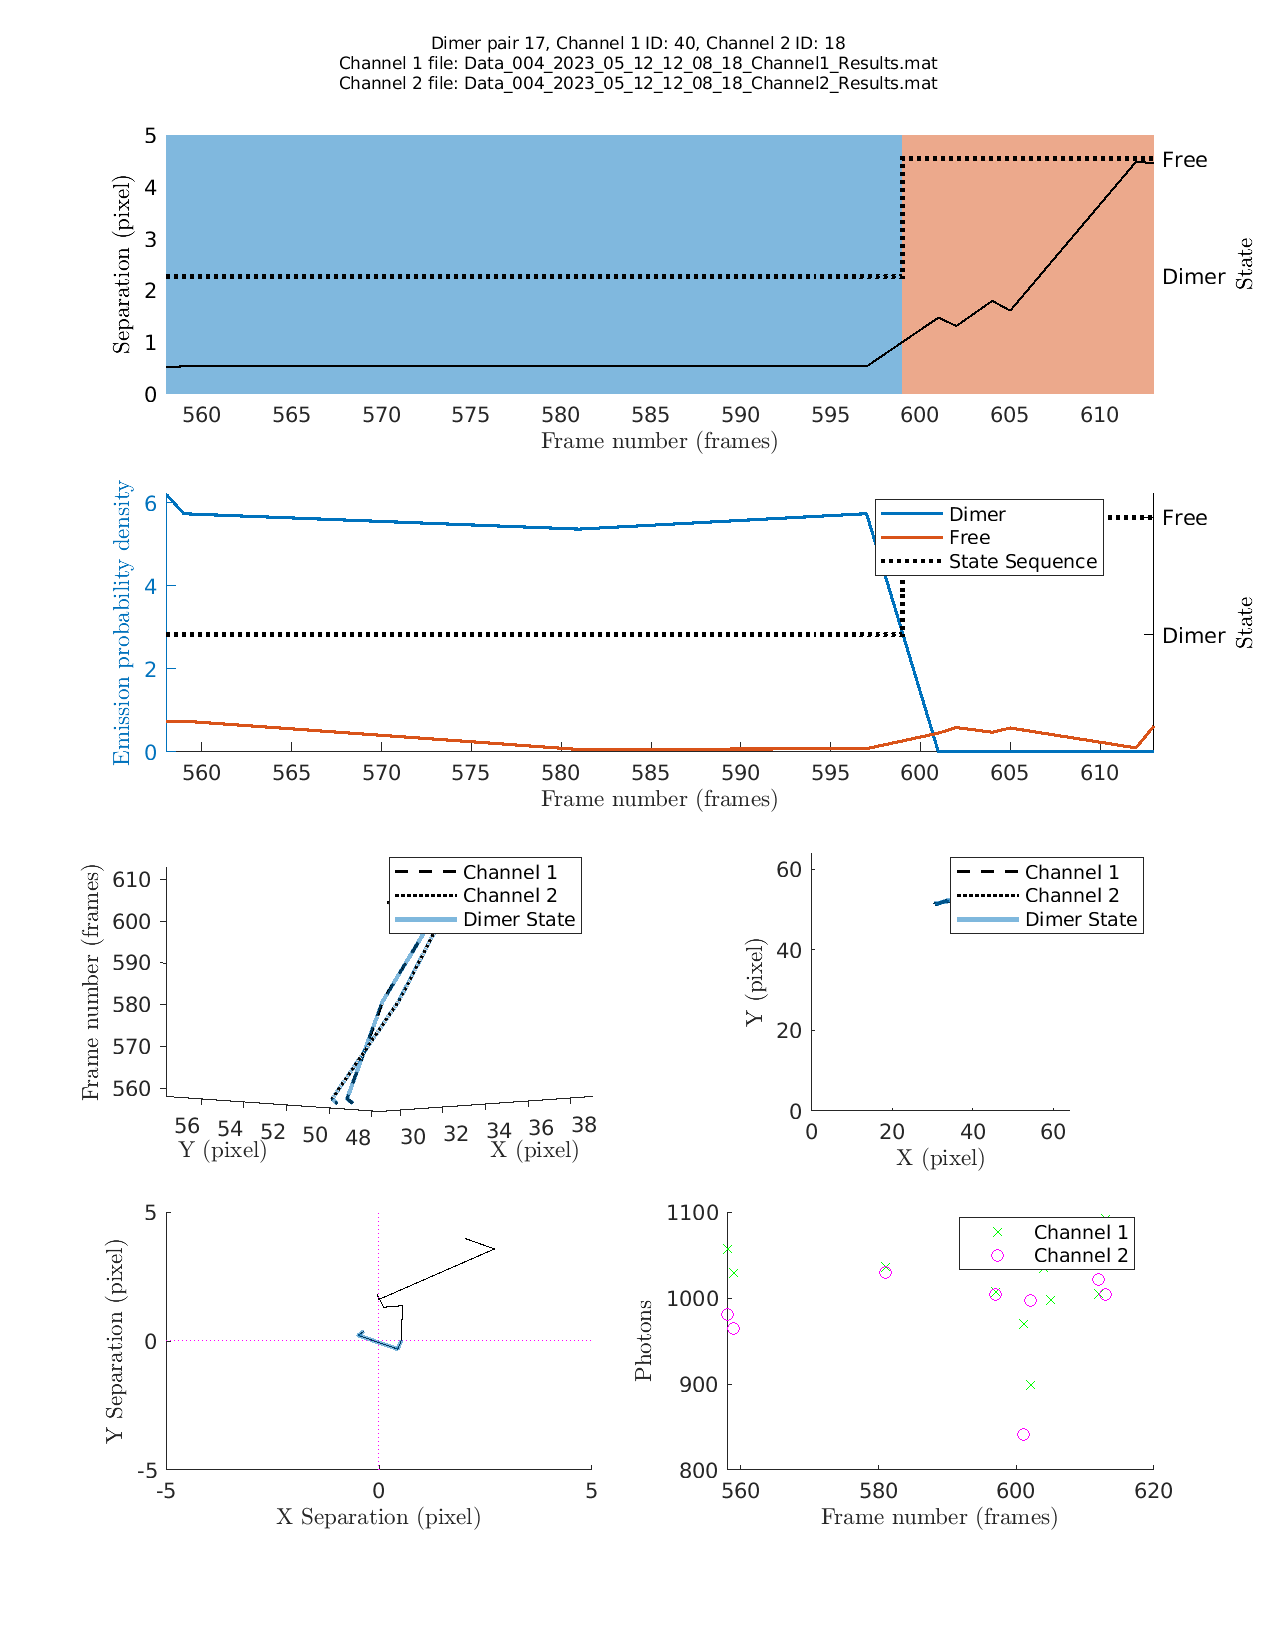 Dimer pair 17, Channel 1 ID: 40, Channel 2 ID: 18
Channel 1 file: Data_004_2023_05_12_12_08_18_Channel1_Results.mat
Channel 2 file: Data_004_2023_05_12_12_08_18_Channel2_Results.mat
Separation (pixel)
5
4
3
2
1
0
560 565 570 575 580 585 590 595 600 605 610
Frame number (frames)
Free
Dimer
State
Emission probability density
6
4
2
0
560 565 570 575 580 585 590 595 600 605 610
Frame number (frames)
Dimer
Free
State Sequence
Free
Dimer
State
Frame number (frames)
610
600
590
580
570
560
56 54 52 50 48
Y (pixel)
30 32 34 36 38
X (pixel)
Channel 1
Channel 2
Dimer State
Y (pixel)
60
40
20
0
0 20 40 60
X (pixel)
Channel 1
Channel 2
Dimer State
Y Separation (pixel)
5
0
-5
-5 0 5
X Separation (pixel)
Photons
1100
1000
900
800
560 580 600 620
Frame number (frames)
Channel 1
Channel 2